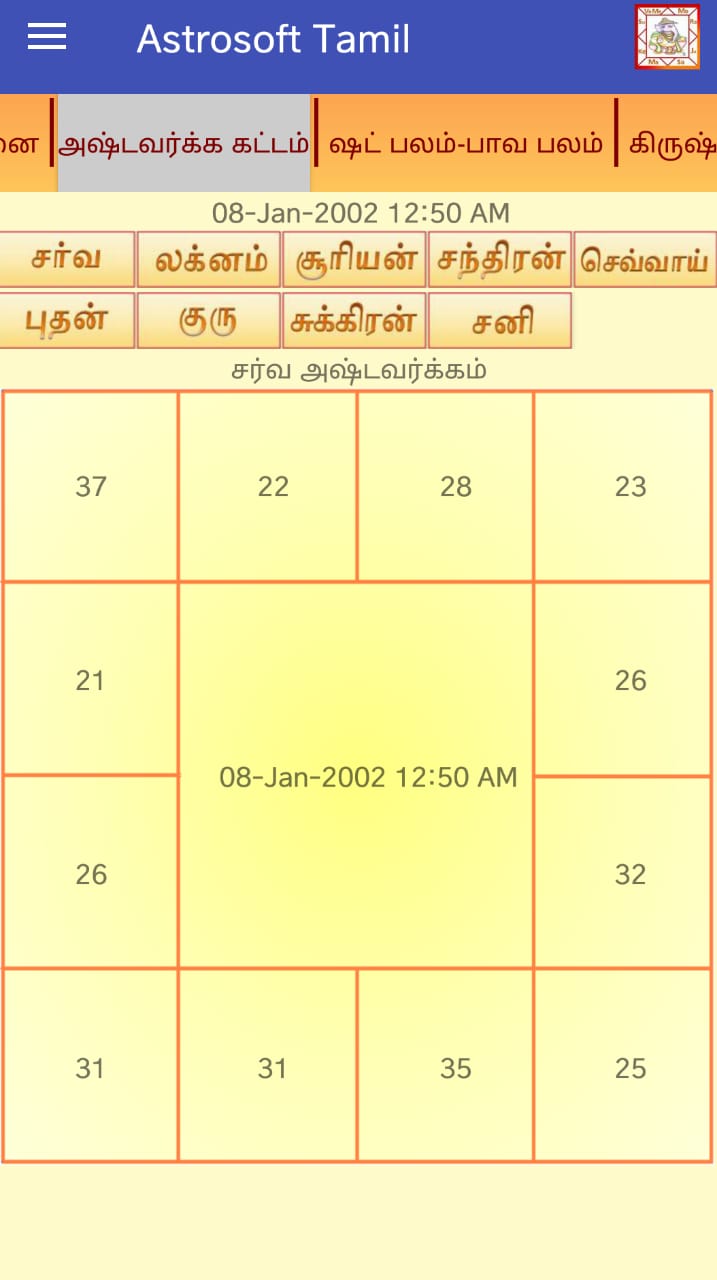 Astrosoft Tamil
அஷ்டவர்க்க கட்டம் ஷட் பலம்-பாவ பலம்
08-Jan-2002 12:50 AM
சர்வ லக்னம் சூரியன் சந்திரன் செவ்வாய்
புதன் குரு சுக்கிரன் சனி
சர்வ அஷ்டவர்க்கம்
37 22 28 23
21 26
08-Jan-2002 12:50 AM
26 32
31 31 35 25